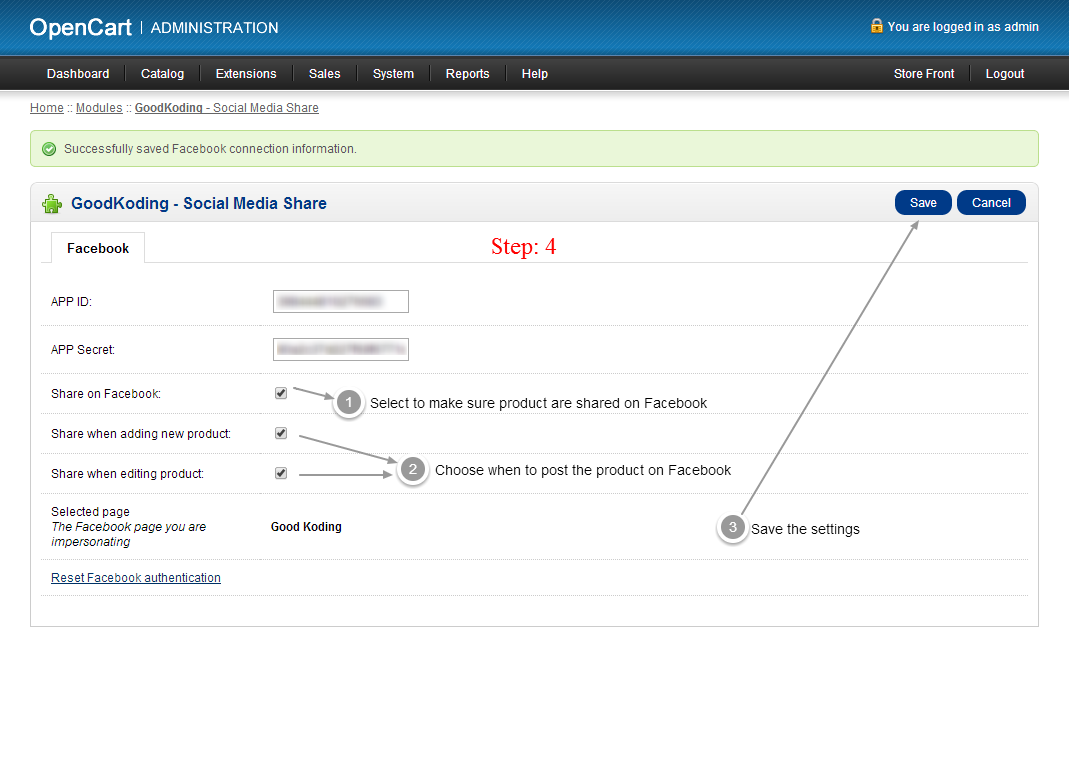 OpenCart | ADMINISTRATION
You are logged in as admin
Dashboard Catalog Extensions Sales System Reports Help Store Front Logout
Home :: Modules :: GoodKoding - Social Media Share
Successfully saved Facebook connection information.
GoodKoding - Social Media Share
Save Cancel
Facebook
Step: 4
APP ID:
APP Secret:
Share on Facebook:
1 Select to make sure product are shared on Facebook
Share when adding new product:
Share when editing product:
2 Choose when to post the product on Facebook
Selected page
The Facebook page you are
impersonating
Good Koding
3 Save the settings
Reset Facebook authentication